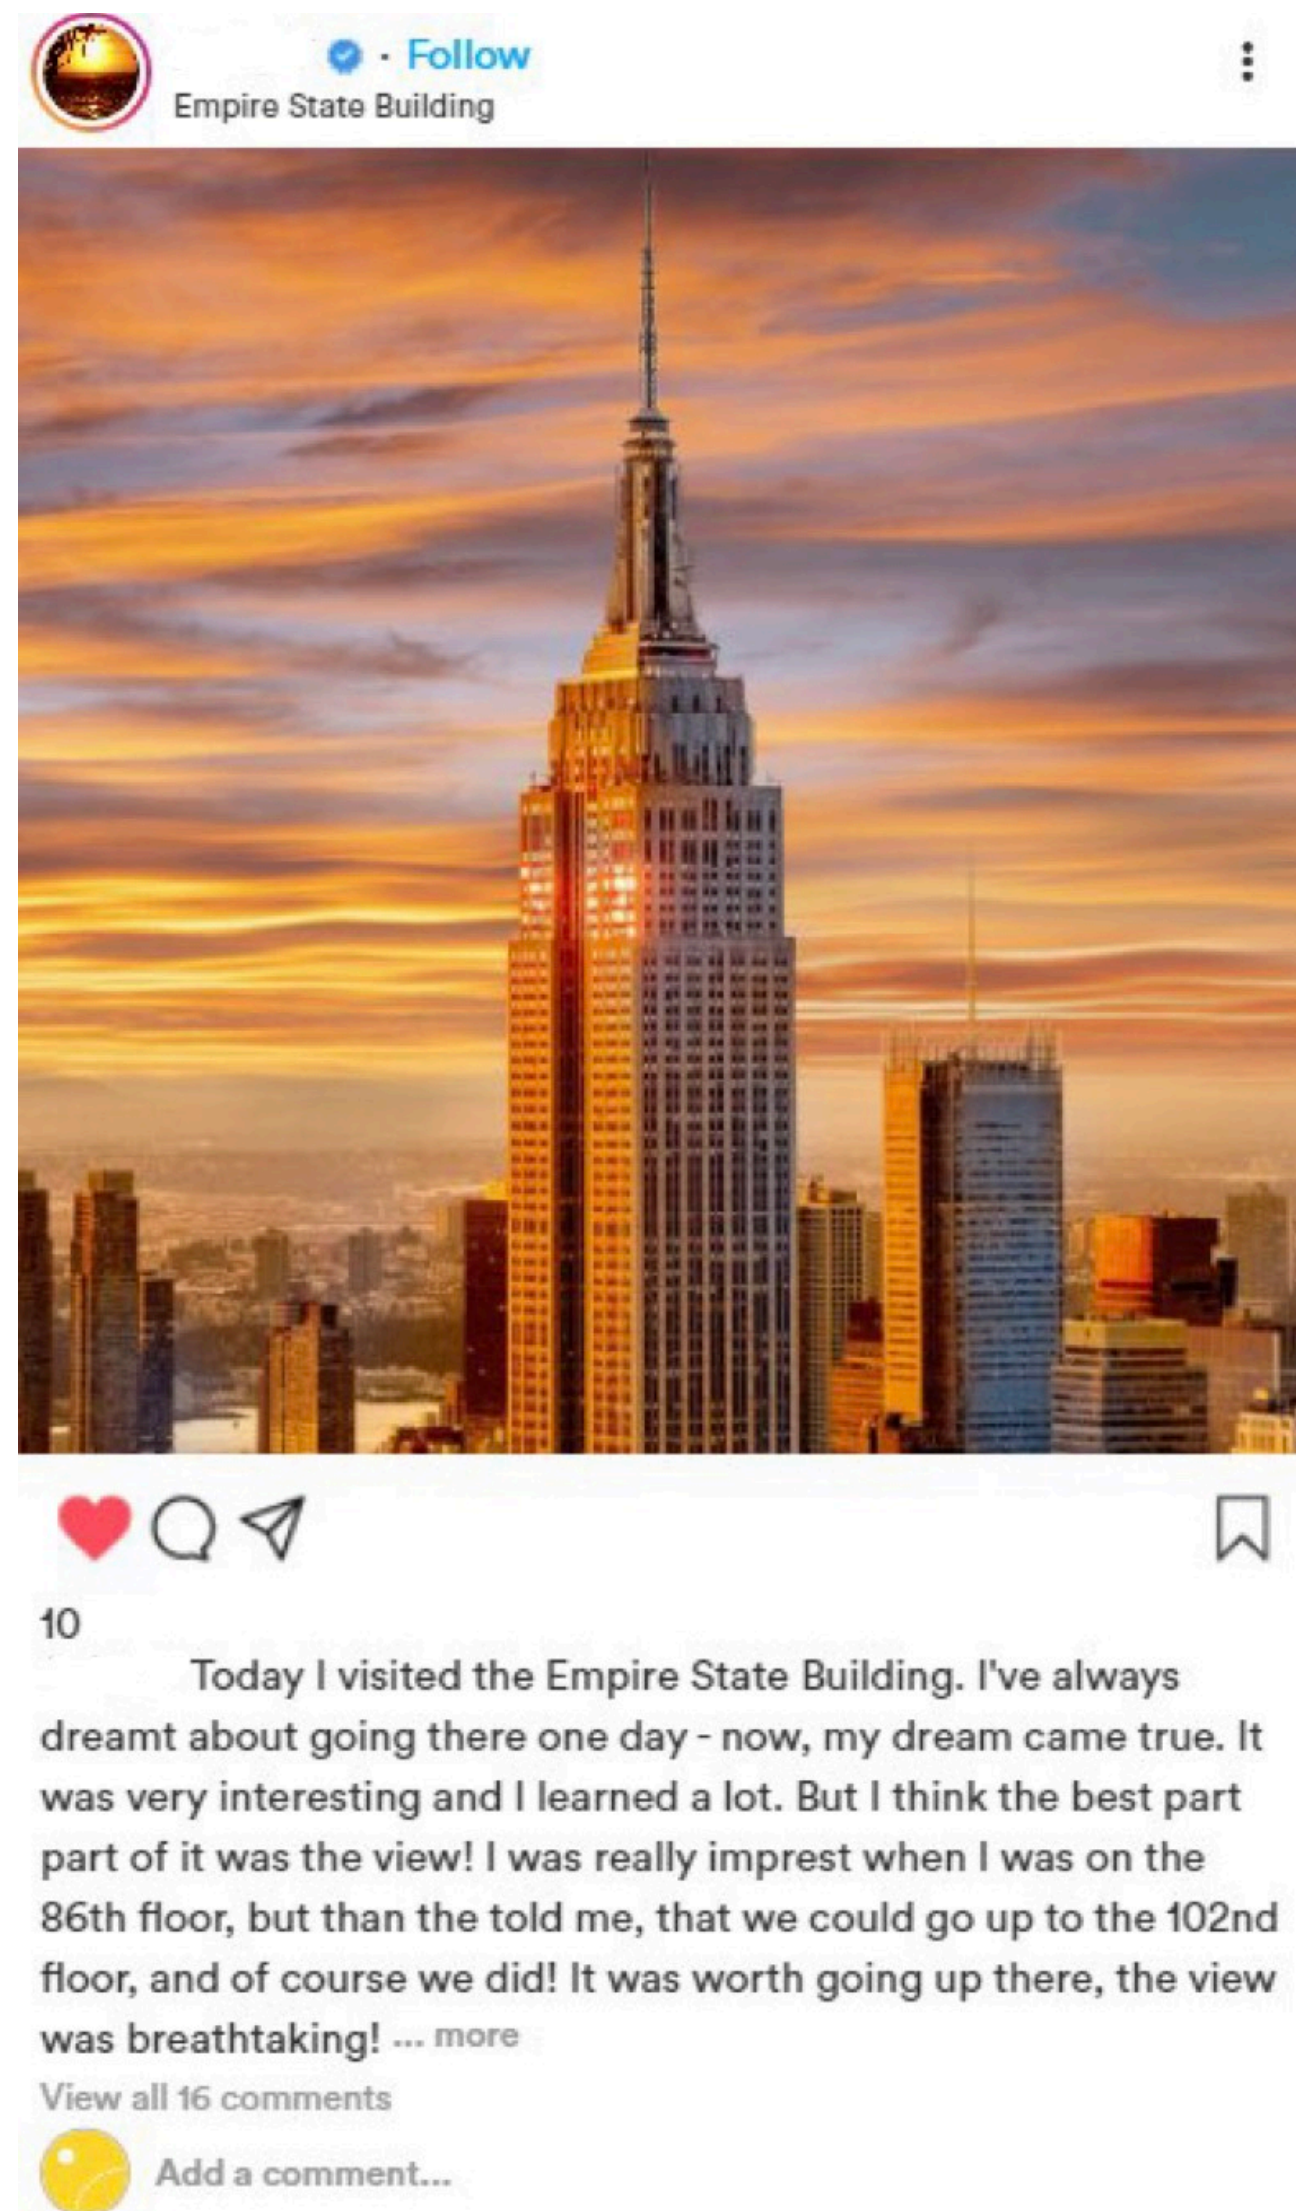 Follow
Empire State Building
10
Today I visited the Empire State Building. I've always
dreamt about going there one day - now, my dream came true. It
was very interesting and I learned a lot. But I think the best part
part of it was the view! I was really imprest when I was on the
86th floor, but than the told me, that we could go up to the 102nd
floor, and of course we did! It was worth going up there, the view
was breathtaking! ... more
View all 16 comments
Add a comment...